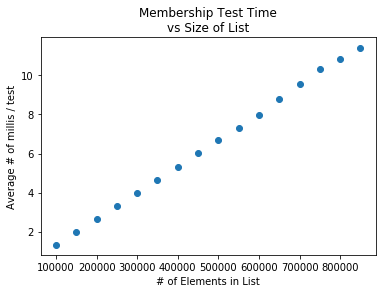 Membership Test Time
vs Size of List
10
8
6
4
2
Average # of millis / test
100000 200000 300000 400000 500000 600000 700000 800000
# of Elements in List